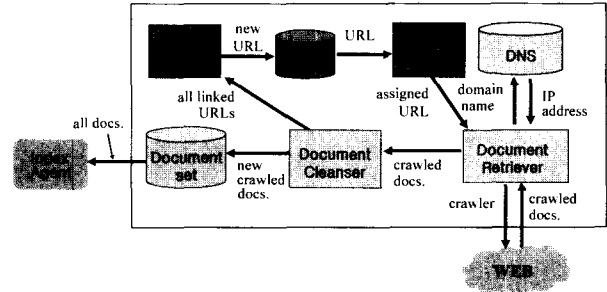 new
URL
URL
DNS
all linked
URLs
assigned
URL
domain
name
IP
address
all docs.
Index
Agent
Document
set
new
crawled
docs.
Document
Cleanser
crawled
docs.
Document
Retriever
crawler
crawled
docs.
WEB